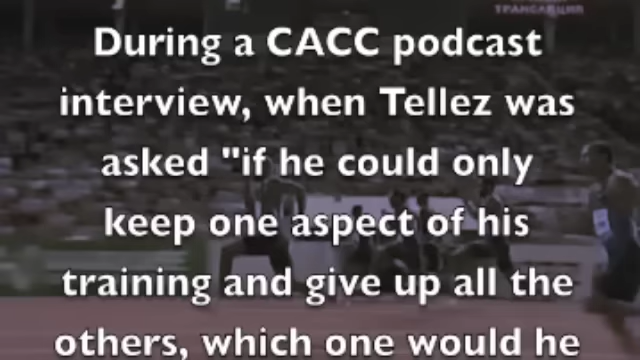 ТРАНСЛЯЦИЯ
During a CACC podcast
interview, when Tellez was
asked "if he could only
keep one aspect of his
training and give up all the
others, which one would he